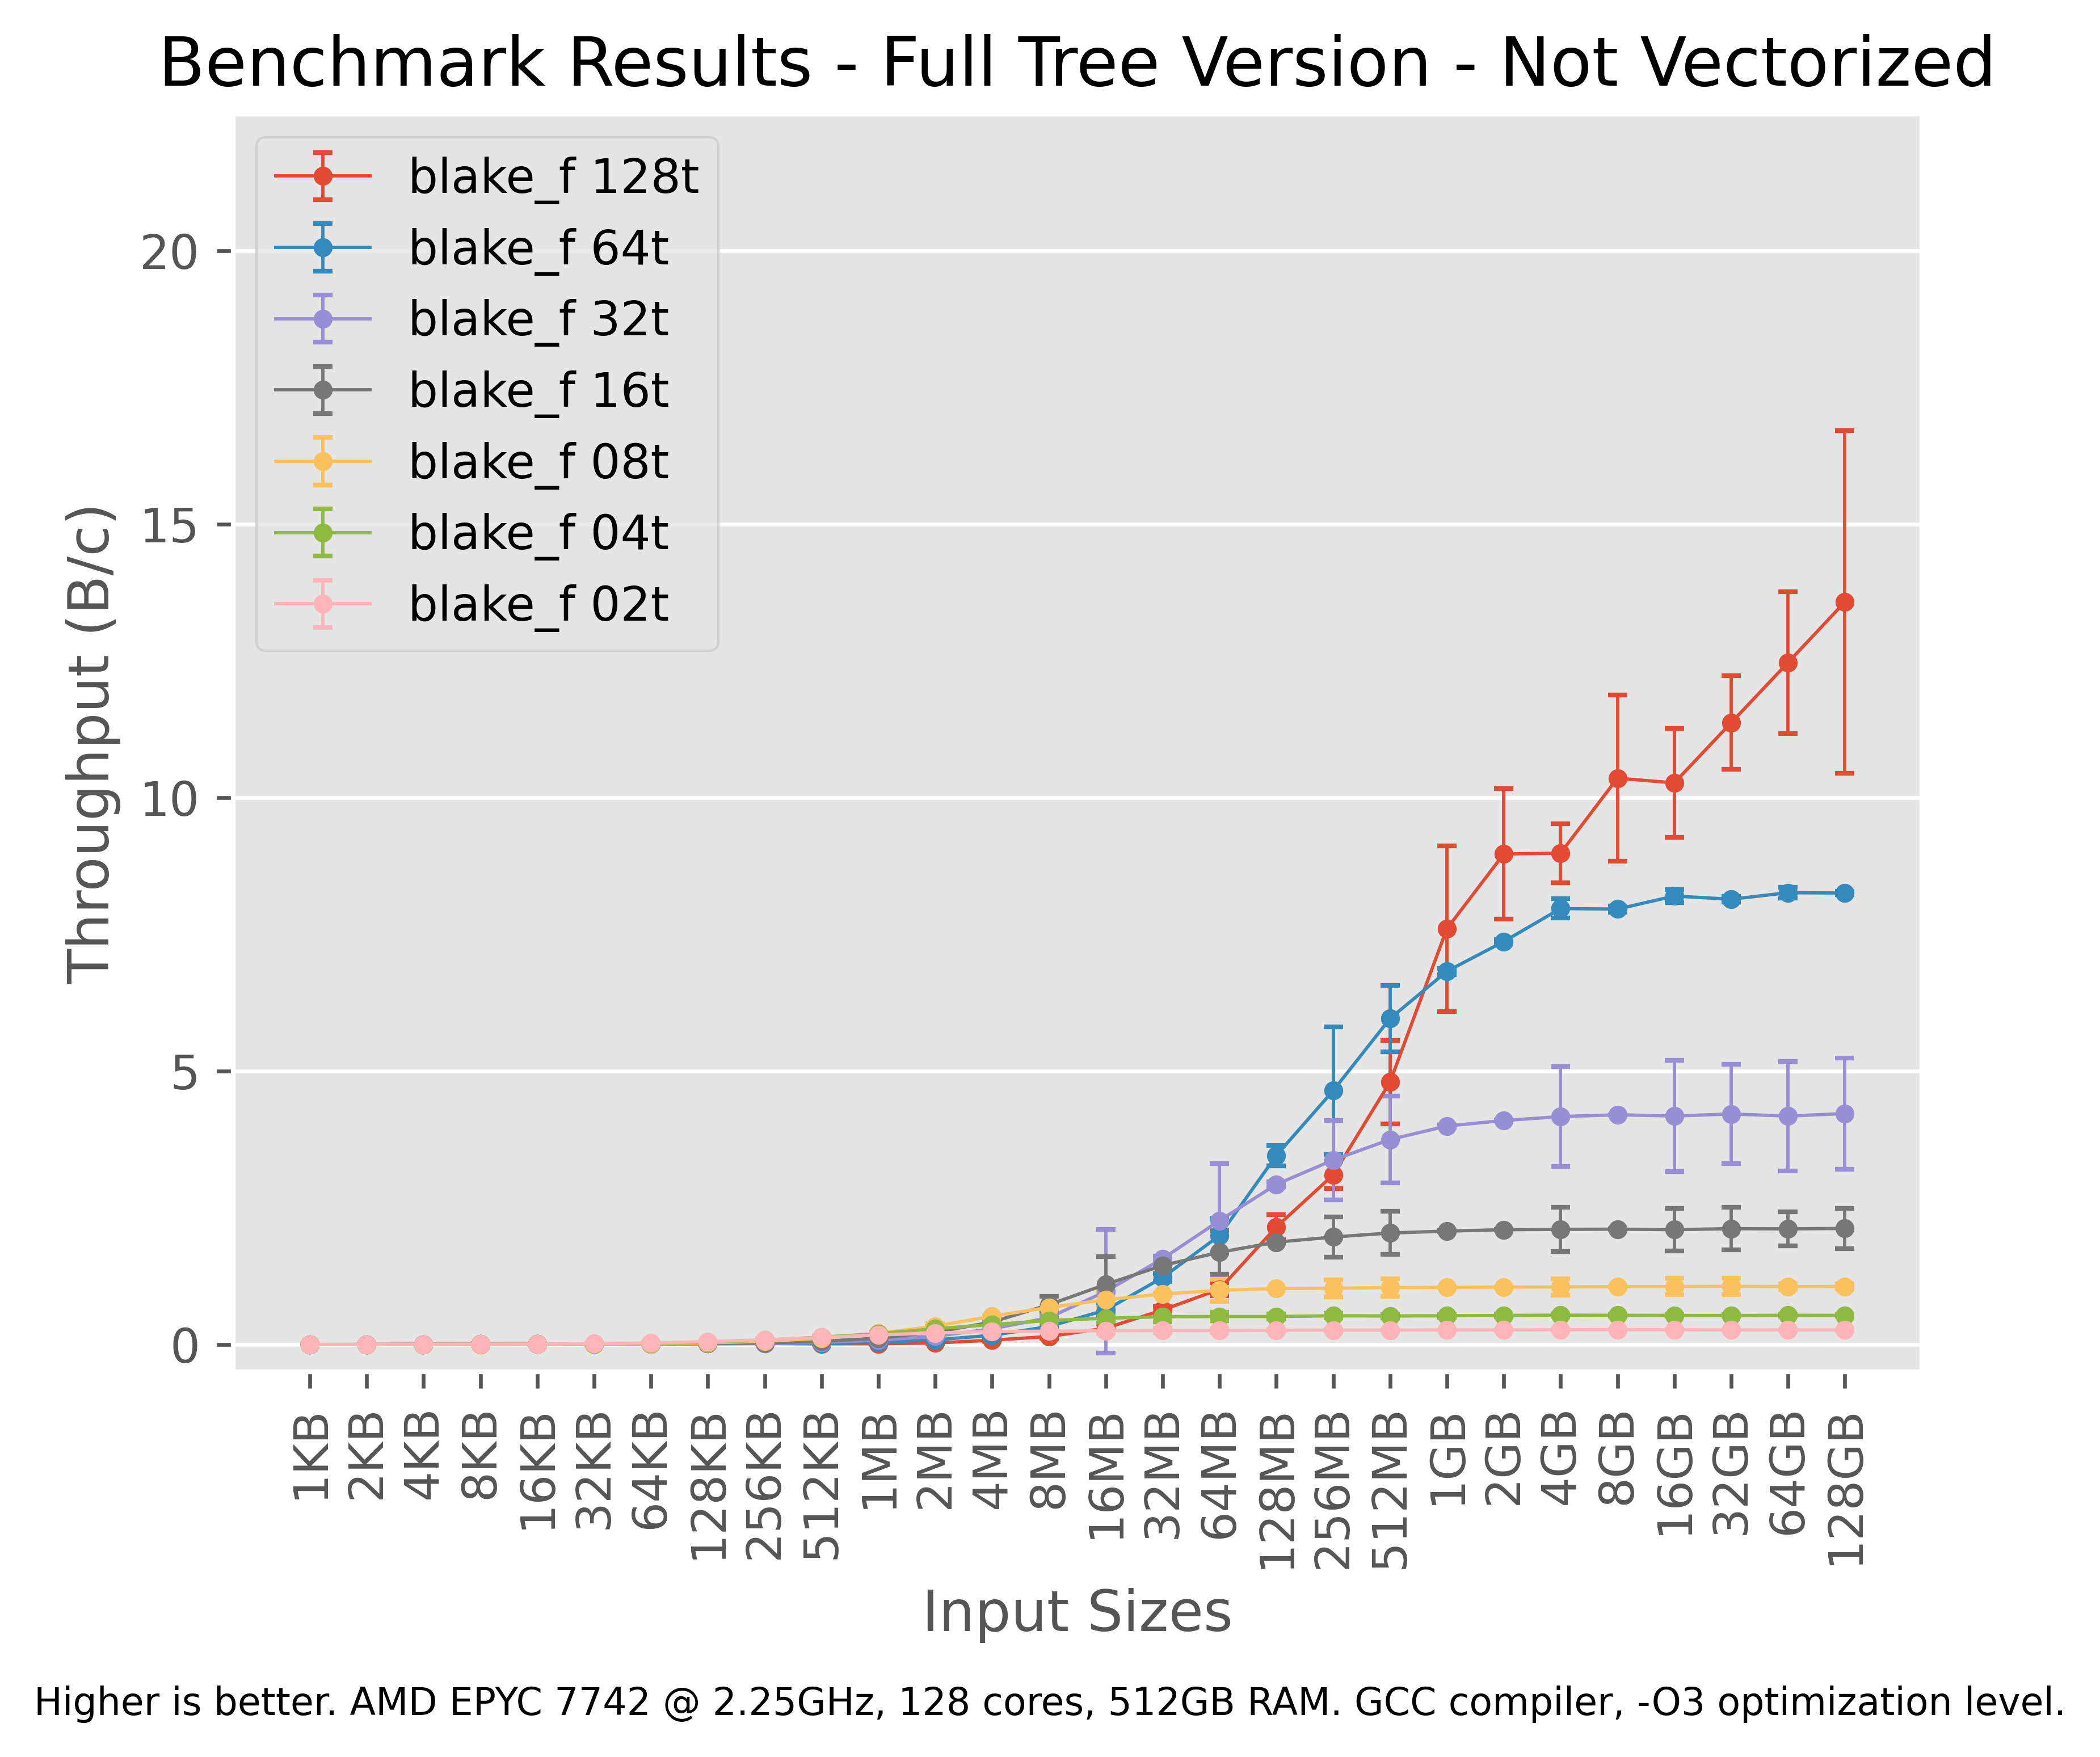 Benchmark Results - Full Tree Version - Not Vectorized
blake_f 128t
blake_f 64t
blake_f 32t
blake_f 16t
blake_f 08t
blake_f 04t
blake_f 02t
Throughput (B/c)
20
15
10
5
0
1KB
2KB
4KB
8KB
16KB
32KB
64KB
128KB
256KB
512KB
1MB
2MB
4MB
8MB
16MB
32MB
64MB
128MB
256MB
512MB
1GB
2GB
4GB
8GB
16GB
32GB
64GB
128GB
Input Sizes
Higher is better. AMD EPYC 7742 @ 2.25GHz, 128 cores, 512GB RAM. GCC compiler, -O3 optimization level.